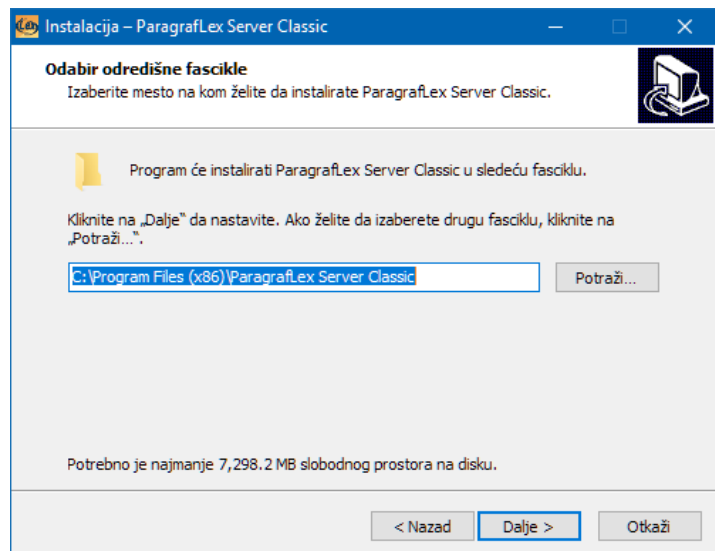 Instalacija – ParagrafLex Server Classic
Odabir odredišne fascikle
Izaberite mesto na kom želite da instalirate ParagrafLex Server Classic.
Program će instalirati ParagrafLex Server Classic u sledeću fasciklu.
Kliknite na „Dalje“ da nastavite. Ako želite da izaberete drugu fasciklu, kliknite na
„Potraži...“.
C:\Program Files (x86)\ParagrafLex Server Classic
Potraži...
Potrebno je najmanje 7,298.2 MB slobodnog prostora na disku.
< Nazad
Dalje >
Otkaži